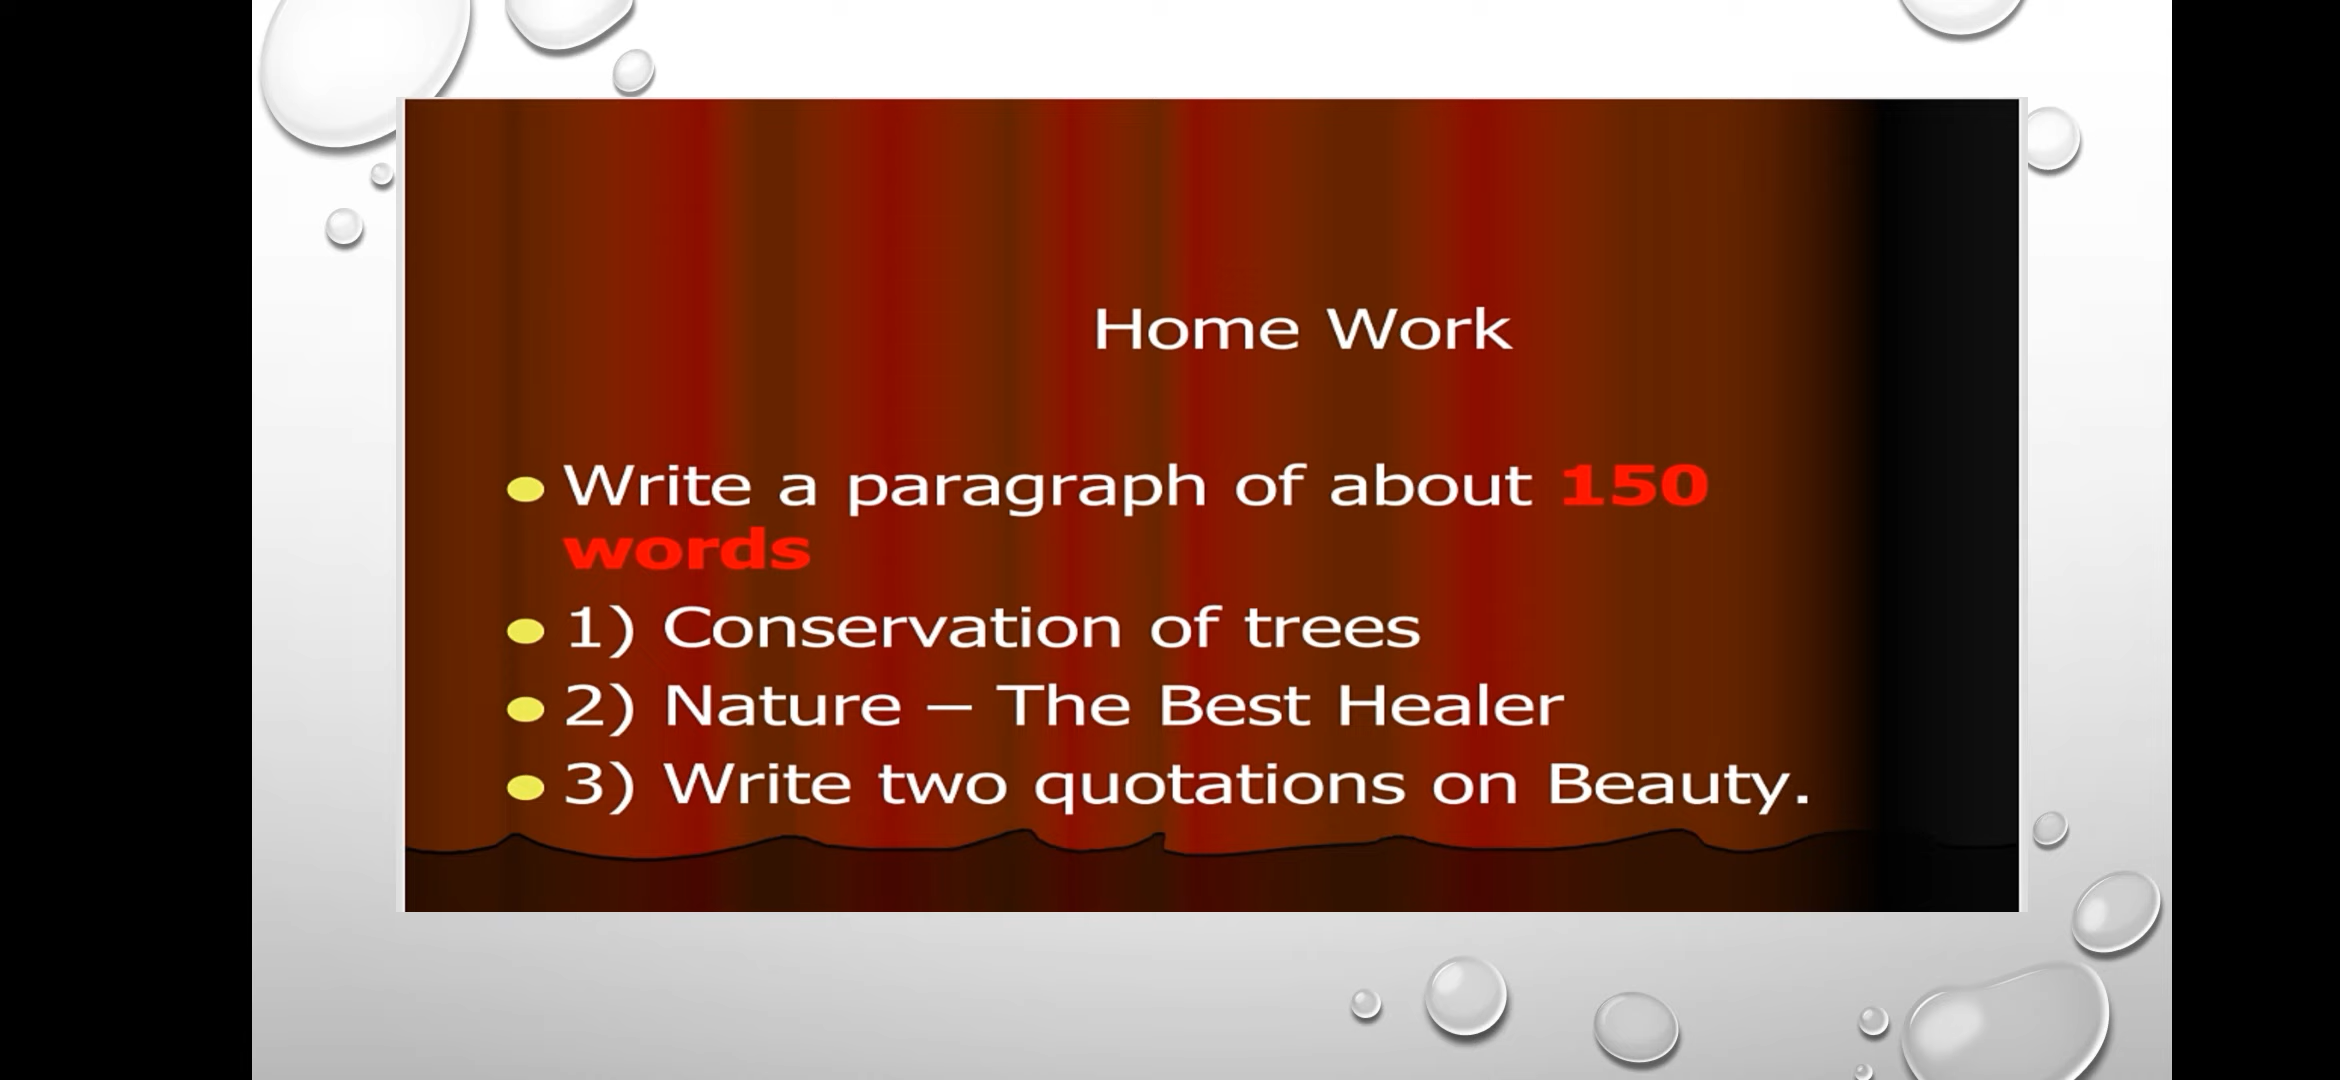 Home Work
Write a paragraph of about 150
words
1) Conservation of trees
2) Nature – The Best Healer
3) Write two quotations on Beauty.